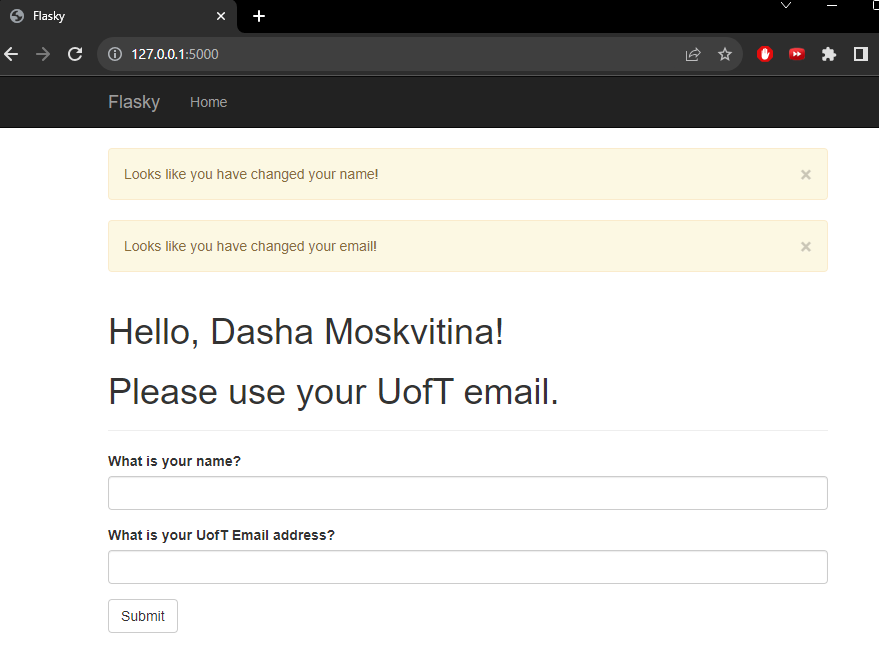 Flasky
127.0.0.1:5000
Flasky Home
Looks like you have changed your name! ×
Looks like you have changed your email! ×
Hello, Dasha Moskvitina!
Please use your UofT email.
What is your name?
What is your UofT Email address?
Submit